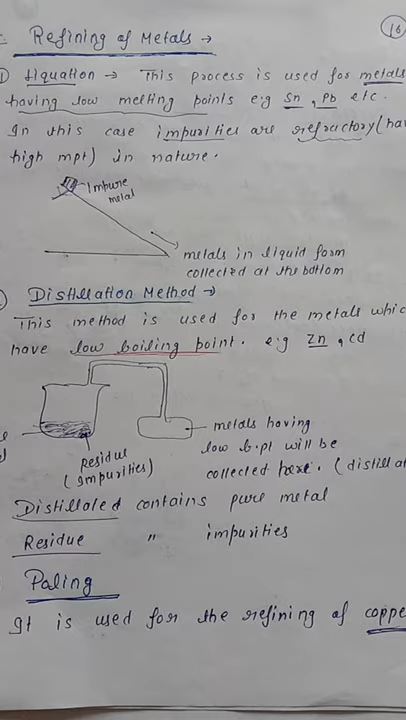 16
Refining of Metals →
Liquation → This process is used for metals
having low melting points e.g Sn, Pb etc.
In this case impurities are refractory (ha
high mpt) in nature.
Impure
metal
metals in liquid form
collected at the bottom
Distillation Method →
This method is used for the metals whic
have low boiling point. e.g Zn, Cd
metals having
low b.pt will be
collected here. (distilla
Residue
(Impurities)
Distillated contains pure metal
Residue " impurities
Poling
It is used for the refining of coppe